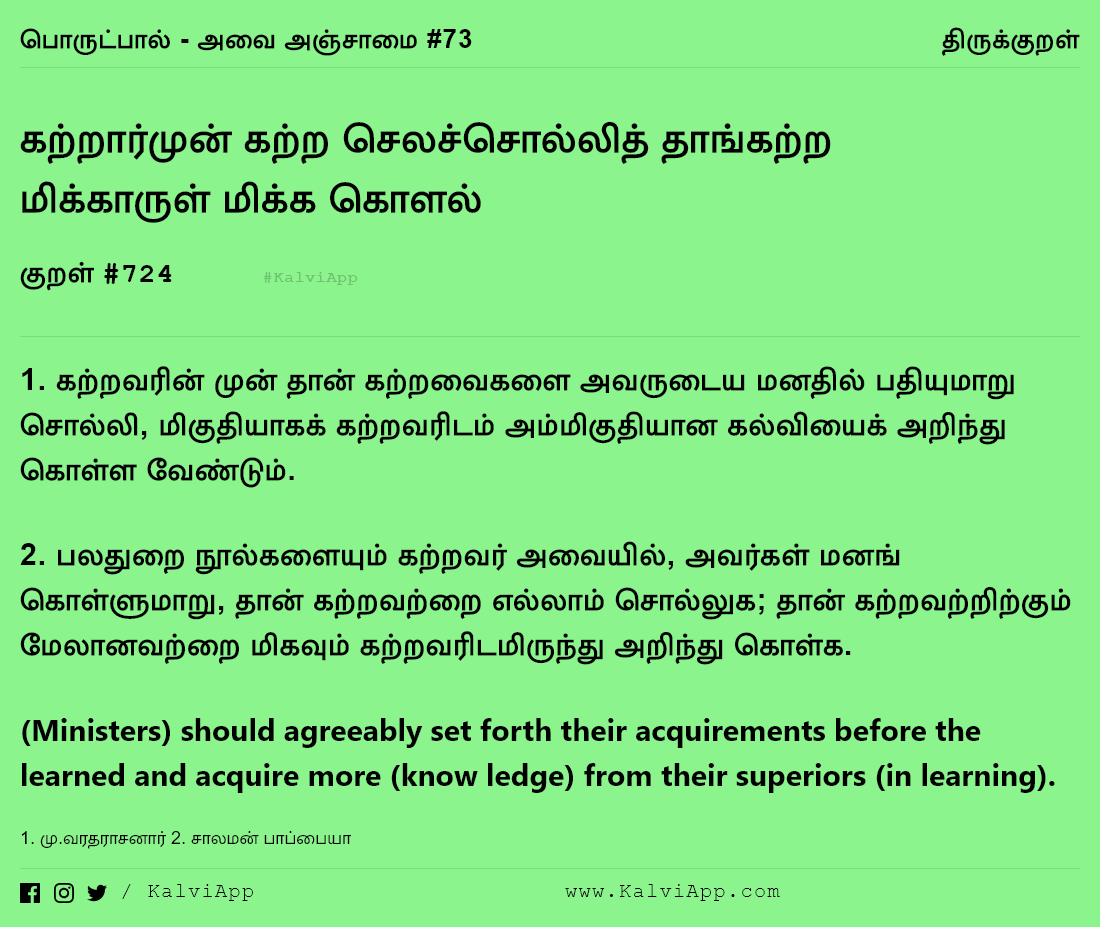 பொருட்பால் - அவை அஞ்சாமை #73 திருக்குறள்
கற்றார்முன் கற்ற செலச்சொல்லித் தாங்கற்ற
மிக்காருள் மிக்க கொளல்
குறள் #724 #KalviApp
1. கற்றவரின் முன் தான் கற்றவைகளை அவருடைய மனதில் பதியுமாறு
சொல்லி, மிகுதியாகக் கற்றவரிடம் அம்மிகுதியான கல்வியைக் அறிந்து
கொள்ள வேண்டும்.
2. பலதுறை நூல்களையும் கற்றவர் அவையில், அவர்கள் மனங்
கொள்ளுமாறு, தான் கற்றவற்றை எல்லாம் சொல்லுக; தான் கற்றவற்றிற்கும்
மேலானவற்றை மிகவும் கற்றவரிடமிருந்து அறிந்து கொள்க.
(Ministers) should agreeably set forth their acquirements before the
learned and acquire more (know ledge) from their superiors (in learning).
1. மு.வரதராசனார் 2. சாலமன் பாப்பையா
/ KalviApp www.KalviApp.com